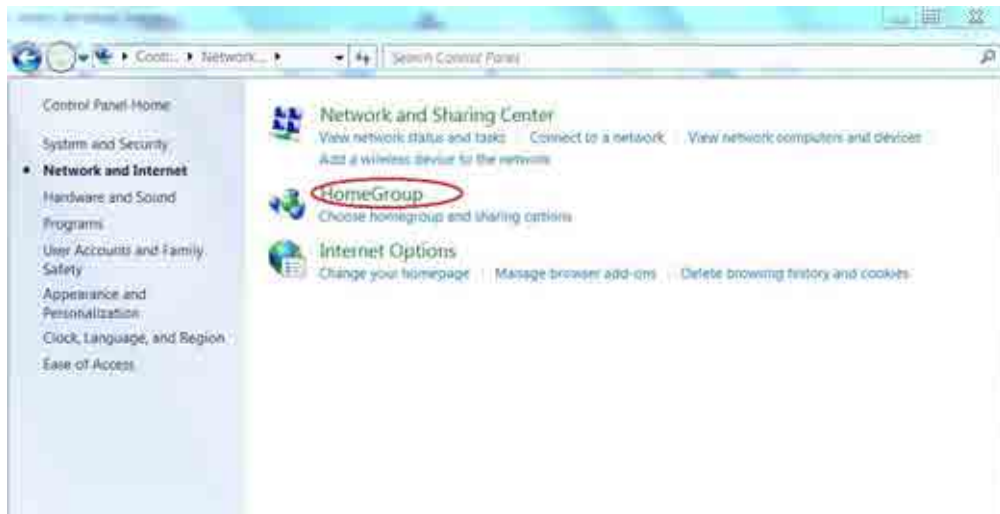 Cont... ▸ Network... ▸
Search Control Panel
Control Panel Home
System and Security
Network and Internet
Hardware and Sound
Programs
User Accounts and Family
Safety
Appearance and
Personalization
Clock, Language, and Region
Ease of Access
Network and Sharing Center
View network status and tasks
Connect to a network
View network computers and devices
Add a wireless device to the network
HomeGroup
Choose homegroup and sharing options
Internet Options
Change your homepage
Manage browser add-ons
Delete browsing history and cookies